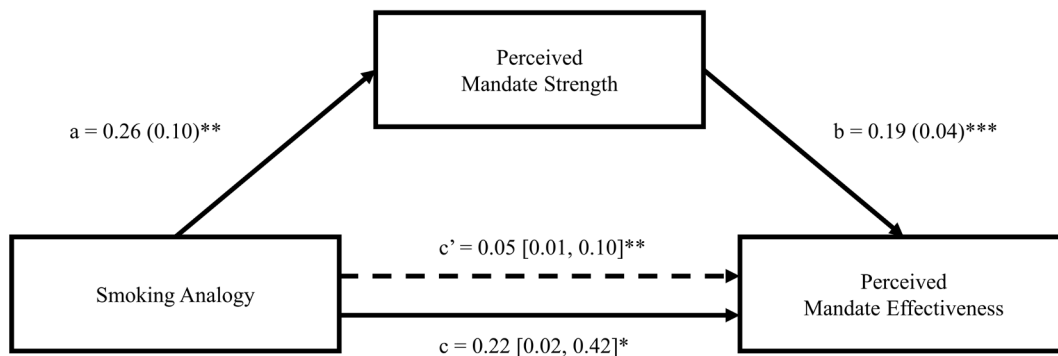 Perceived
Mandate Strength
a = 0.26 (0.10)**
b = 0.19 (0.04)***
Smoking Analogy
c’ = 0.05 [0.01, 0.10]**
c = 0.22 [0.02, 0.42]*
Perceived
Mandate Effectiveness